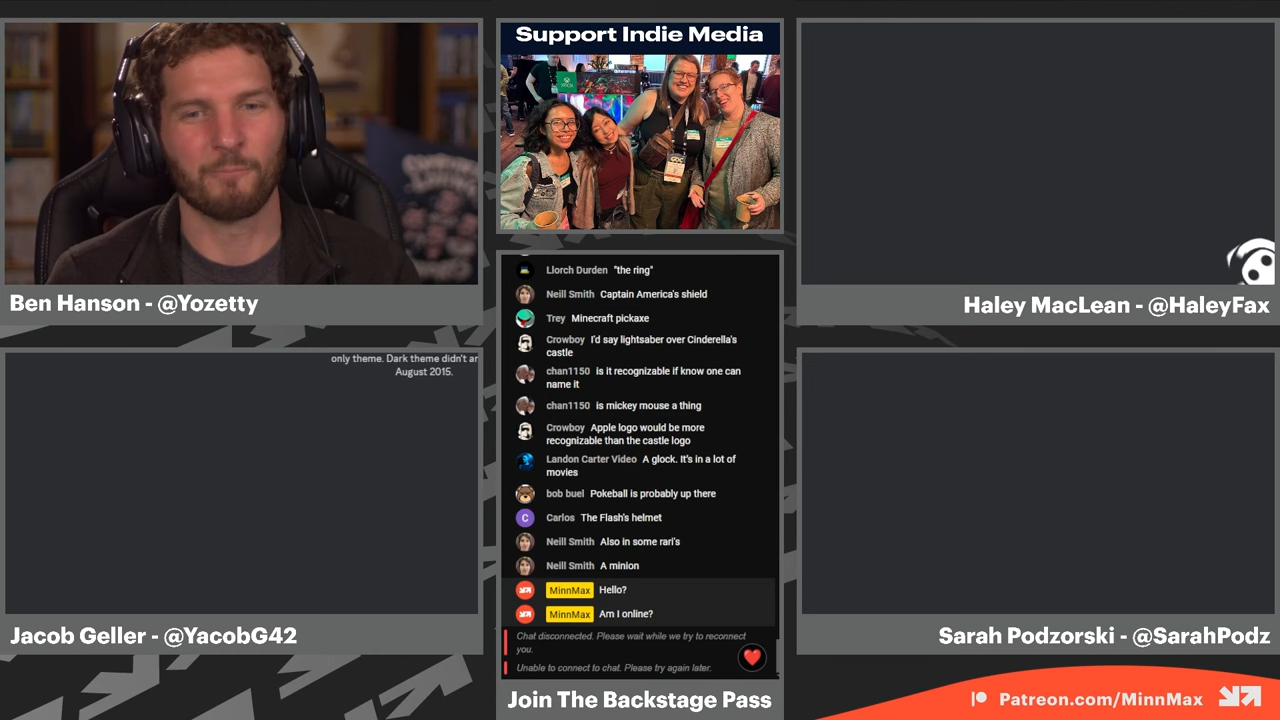 Support Indie Media
XBOX
GDC
Ben Hanson - @Yozetty
Haley MacLean - @HaleyFax
only theme. Dark theme didn't ar
August 2015.
Llorch Durden "the ring"
Neill Smith Captain America's shield
Trey Minecraft pickaxe
Crowboy I'd say lightsaber over Cinderella's
castle
chan1150 is it recognizable if know one can
name it
chan1150 is mickey mouse a thing
Crowboy Apple logo would be more
recognizable than the castle logo
Landon Carter Video A glock. It's in a lot of
movies
bob buel Pokeball is probably up there
C Carlos The Flash's helmet
Neill Smith Also in some rari's
Neill Smith A minion
MinnMax Hello?
MinnMax Am I online?
Chat disconnected. Please wait while we try to reconnect
you.
Unable to connect to chat. Please try again later.
Jacob Geller - @YacobG42
Sarah Podzorski - @SarahPodz
Join The Backstage Pass
Patreon.com/MinnMax